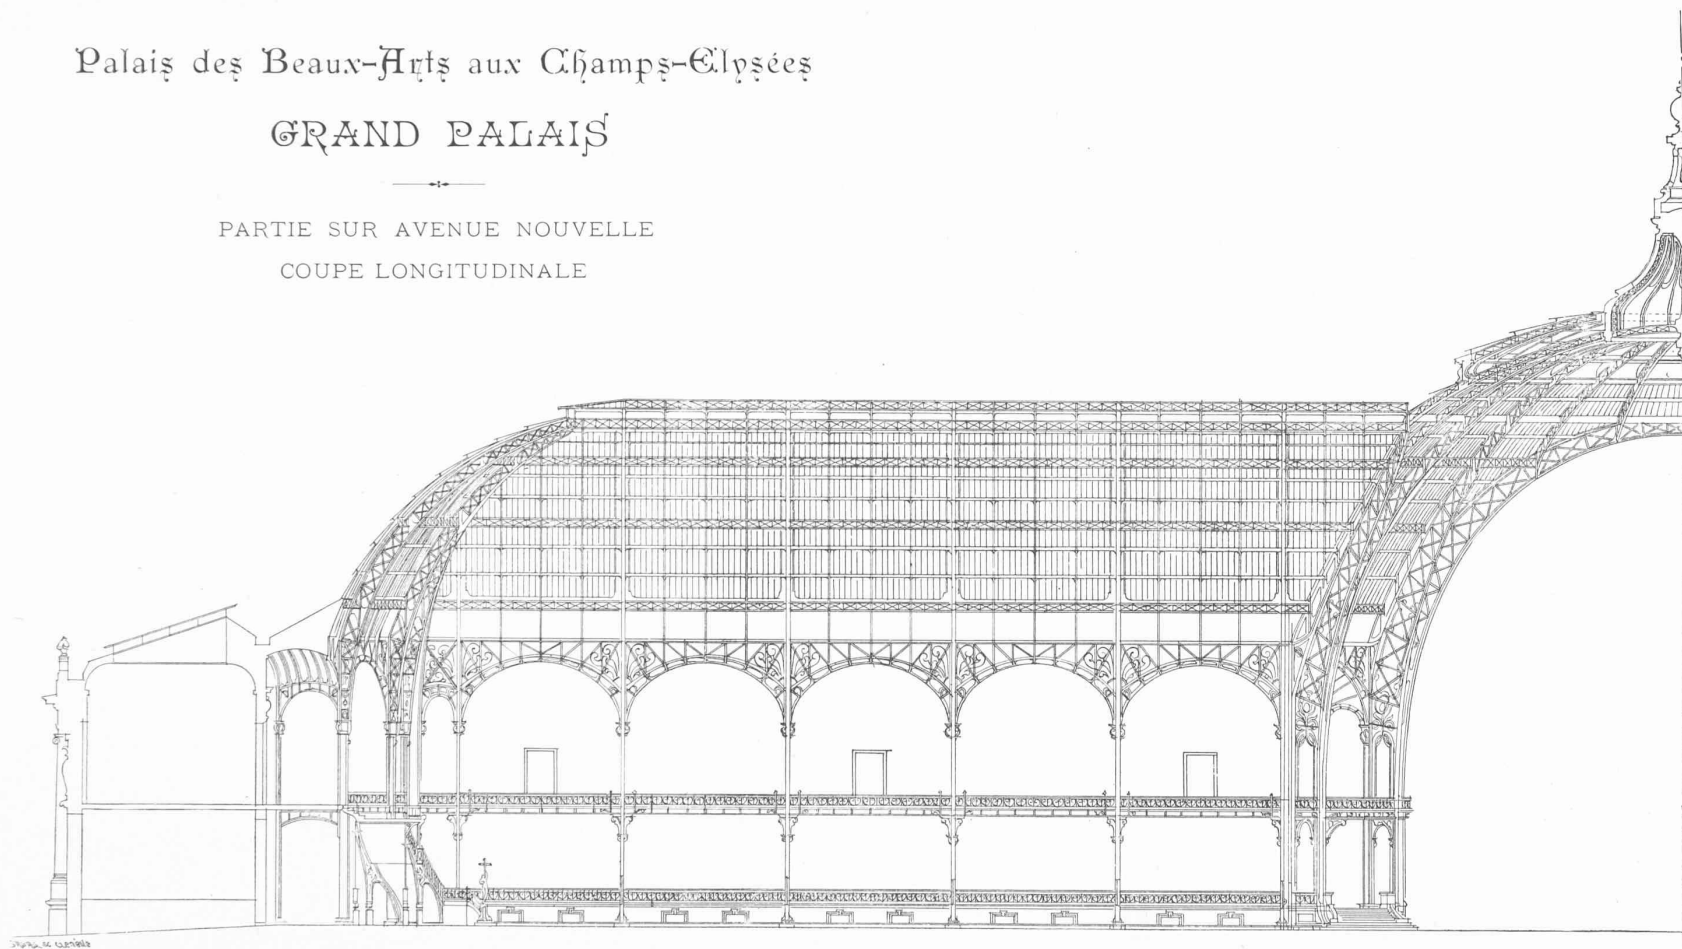 Palais des Beaux-Arts aux Champs-Elysées
GRAND PALAIS
PARTIE SUR AVENUE NOUVELLE
COUPE LONGITUDINALE